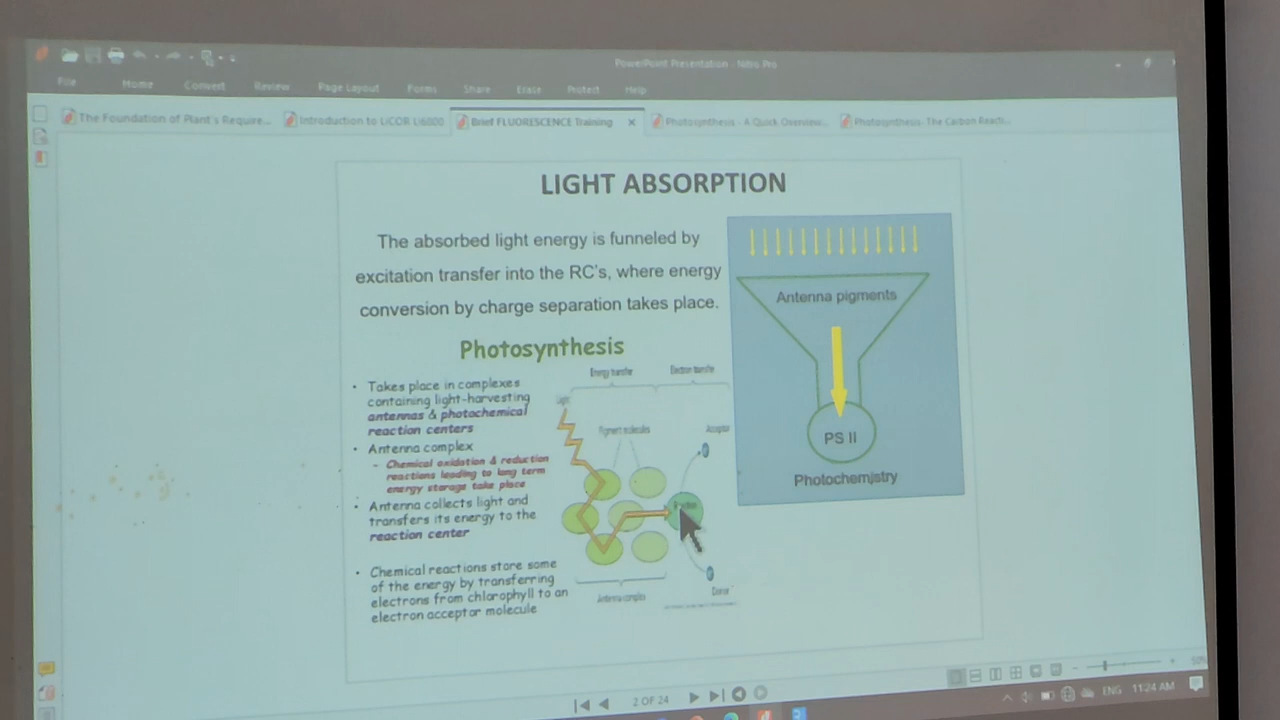 PowerPoint Presentation - Nitro Pro
File Home Convert Review Page Layout Forms Share Erase Protect Help
The Foundation of Plant's Require...
Introduction to LiCOR LI6800
Brief FLUORESCENCE Training
Photosynthesis - A Quick Overview...
Photosynthesis-The Carbon Reacti...
LIGHT ABSORPTION
The absorbed light energy is funneled by
excitation transfer into the RC's, where energy
conversion by charge separation takes place.
Antenna pigments
PS II
Photochemistry
Photosynthesis
• Takes place in complexes
containing light-harvesting
antennas & photochemical
reaction centers
• Antenna complex
- Chemical oxidation & reduction
reactions leading to long term
energy storage take place
• Antenna collects light and
transfers its energy to the
reaction center
• Chemical reactions store some
of the energy by transferring
electrons from chlorophyll to an
electron acceptor molecule
Energy transfer
Electron transfer
Light
Pigment molecules
Acceptor
Donor
Antenna complex
2 OF 24
ENG 11:24 AM